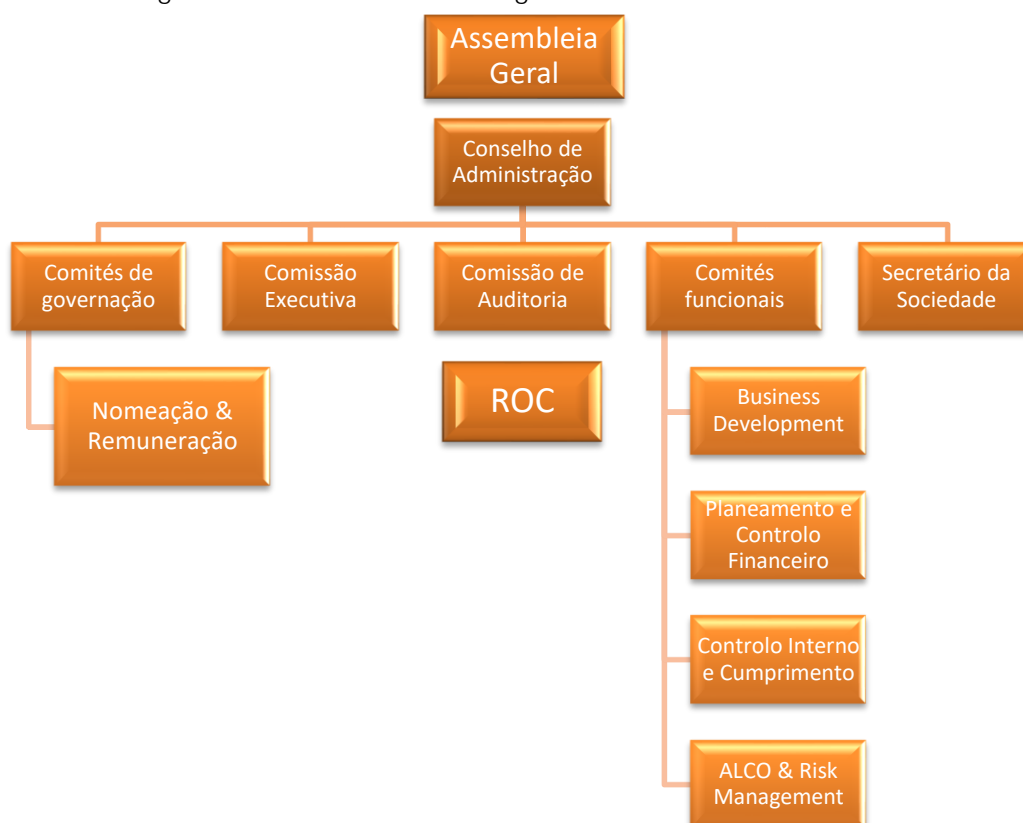 Assembleia
Geral
Conselho de
Administração
Comités de
governação
Comissão
Executiva
Comissão de
Auditoria
Comités
funcionais
Secretário da
Sociedade
Nomeação &
Remuneração
ROC
Business
Development
Planeamento e
Controlo
Financeiro
Controlo Interno
e Cumprimento
ALCO & Risk
Management